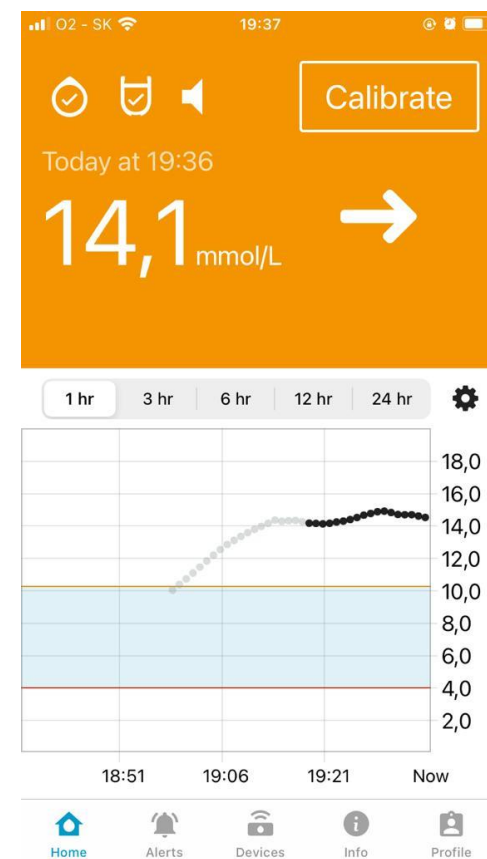 O2 - SK 19:37
Calibrate
Today at 19:36
14,1 mmol/L
1 hr 3 hr 6 hr 12 hr 24 hr
18,0
16,0
14,0
12,0
10,0
8,0
6,0
4,0
2,0
18:51 19:06 19:21 Now
Home Alerts Devices Info Profile